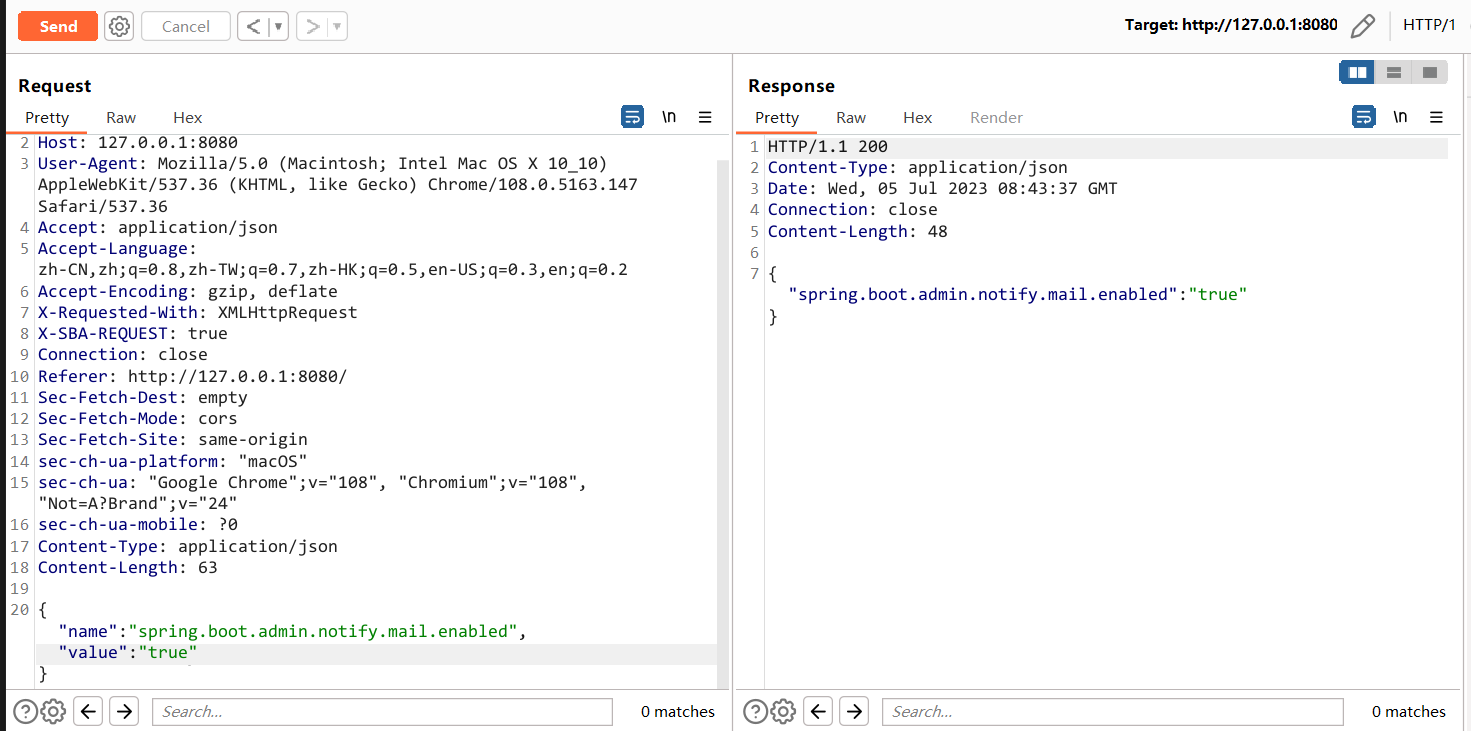 Send Cancel < > Target: http://127.0.0.1:8080 HTTP/1
Request
Pretty Raw Hex \n
2 Host: 127.0.0.1:8080
3 User-Agent: Mozilla/5.0 (Macintosh; Intel Mac OS X 10_10)
AppleWebKit/537.36 (KHTML, like Gecko) Chrome/108.0.5163.147
Safari/537.36
4 Accept: application/json
5 Accept-Language:
zh-CN,zh;q=0.8,zh-TW;q=0.7,zh-HK;q=0.5,en-US;q=0.3,en;q=0.2
6 Accept-Encoding: gzip, deflate
7 X-Requested-With: XMLHttpRequest
8 X-SBA-REQUEST: true
9 Connection: close
10 Referer: http://127.0.0.1:8080/
11 Sec-Fetch-Dest: empty
12 Sec-Fetch-Mode: cors
13 Sec-Fetch-Site: same-origin
14 sec-ch-ua-platform: "macOS"
15 sec-ch-ua: "Google Chrome";v="108", "Chromium";v="108",
"Not=A?Brand";v="24"
16 sec-ch-ua-mobile: ?0
17 Content-Type: application/json
18 Content-Length: 63
19
20 {
"name":"spring.boot.admin.notify.mail.enabled",
"value":"true"
}
? Search... 0 matches
Response
Pretty Raw Hex Render \n
1 HTTP/1.1 200
2 Content-Type: application/json
3 Date: Wed, 05 Jul 2023 08:43:37 GMT
4 Connection: close
5 Content-Length: 48
6
7 {
"spring.boot.admin.notify.mail.enabled":"true"
}
? Search... 0 matches